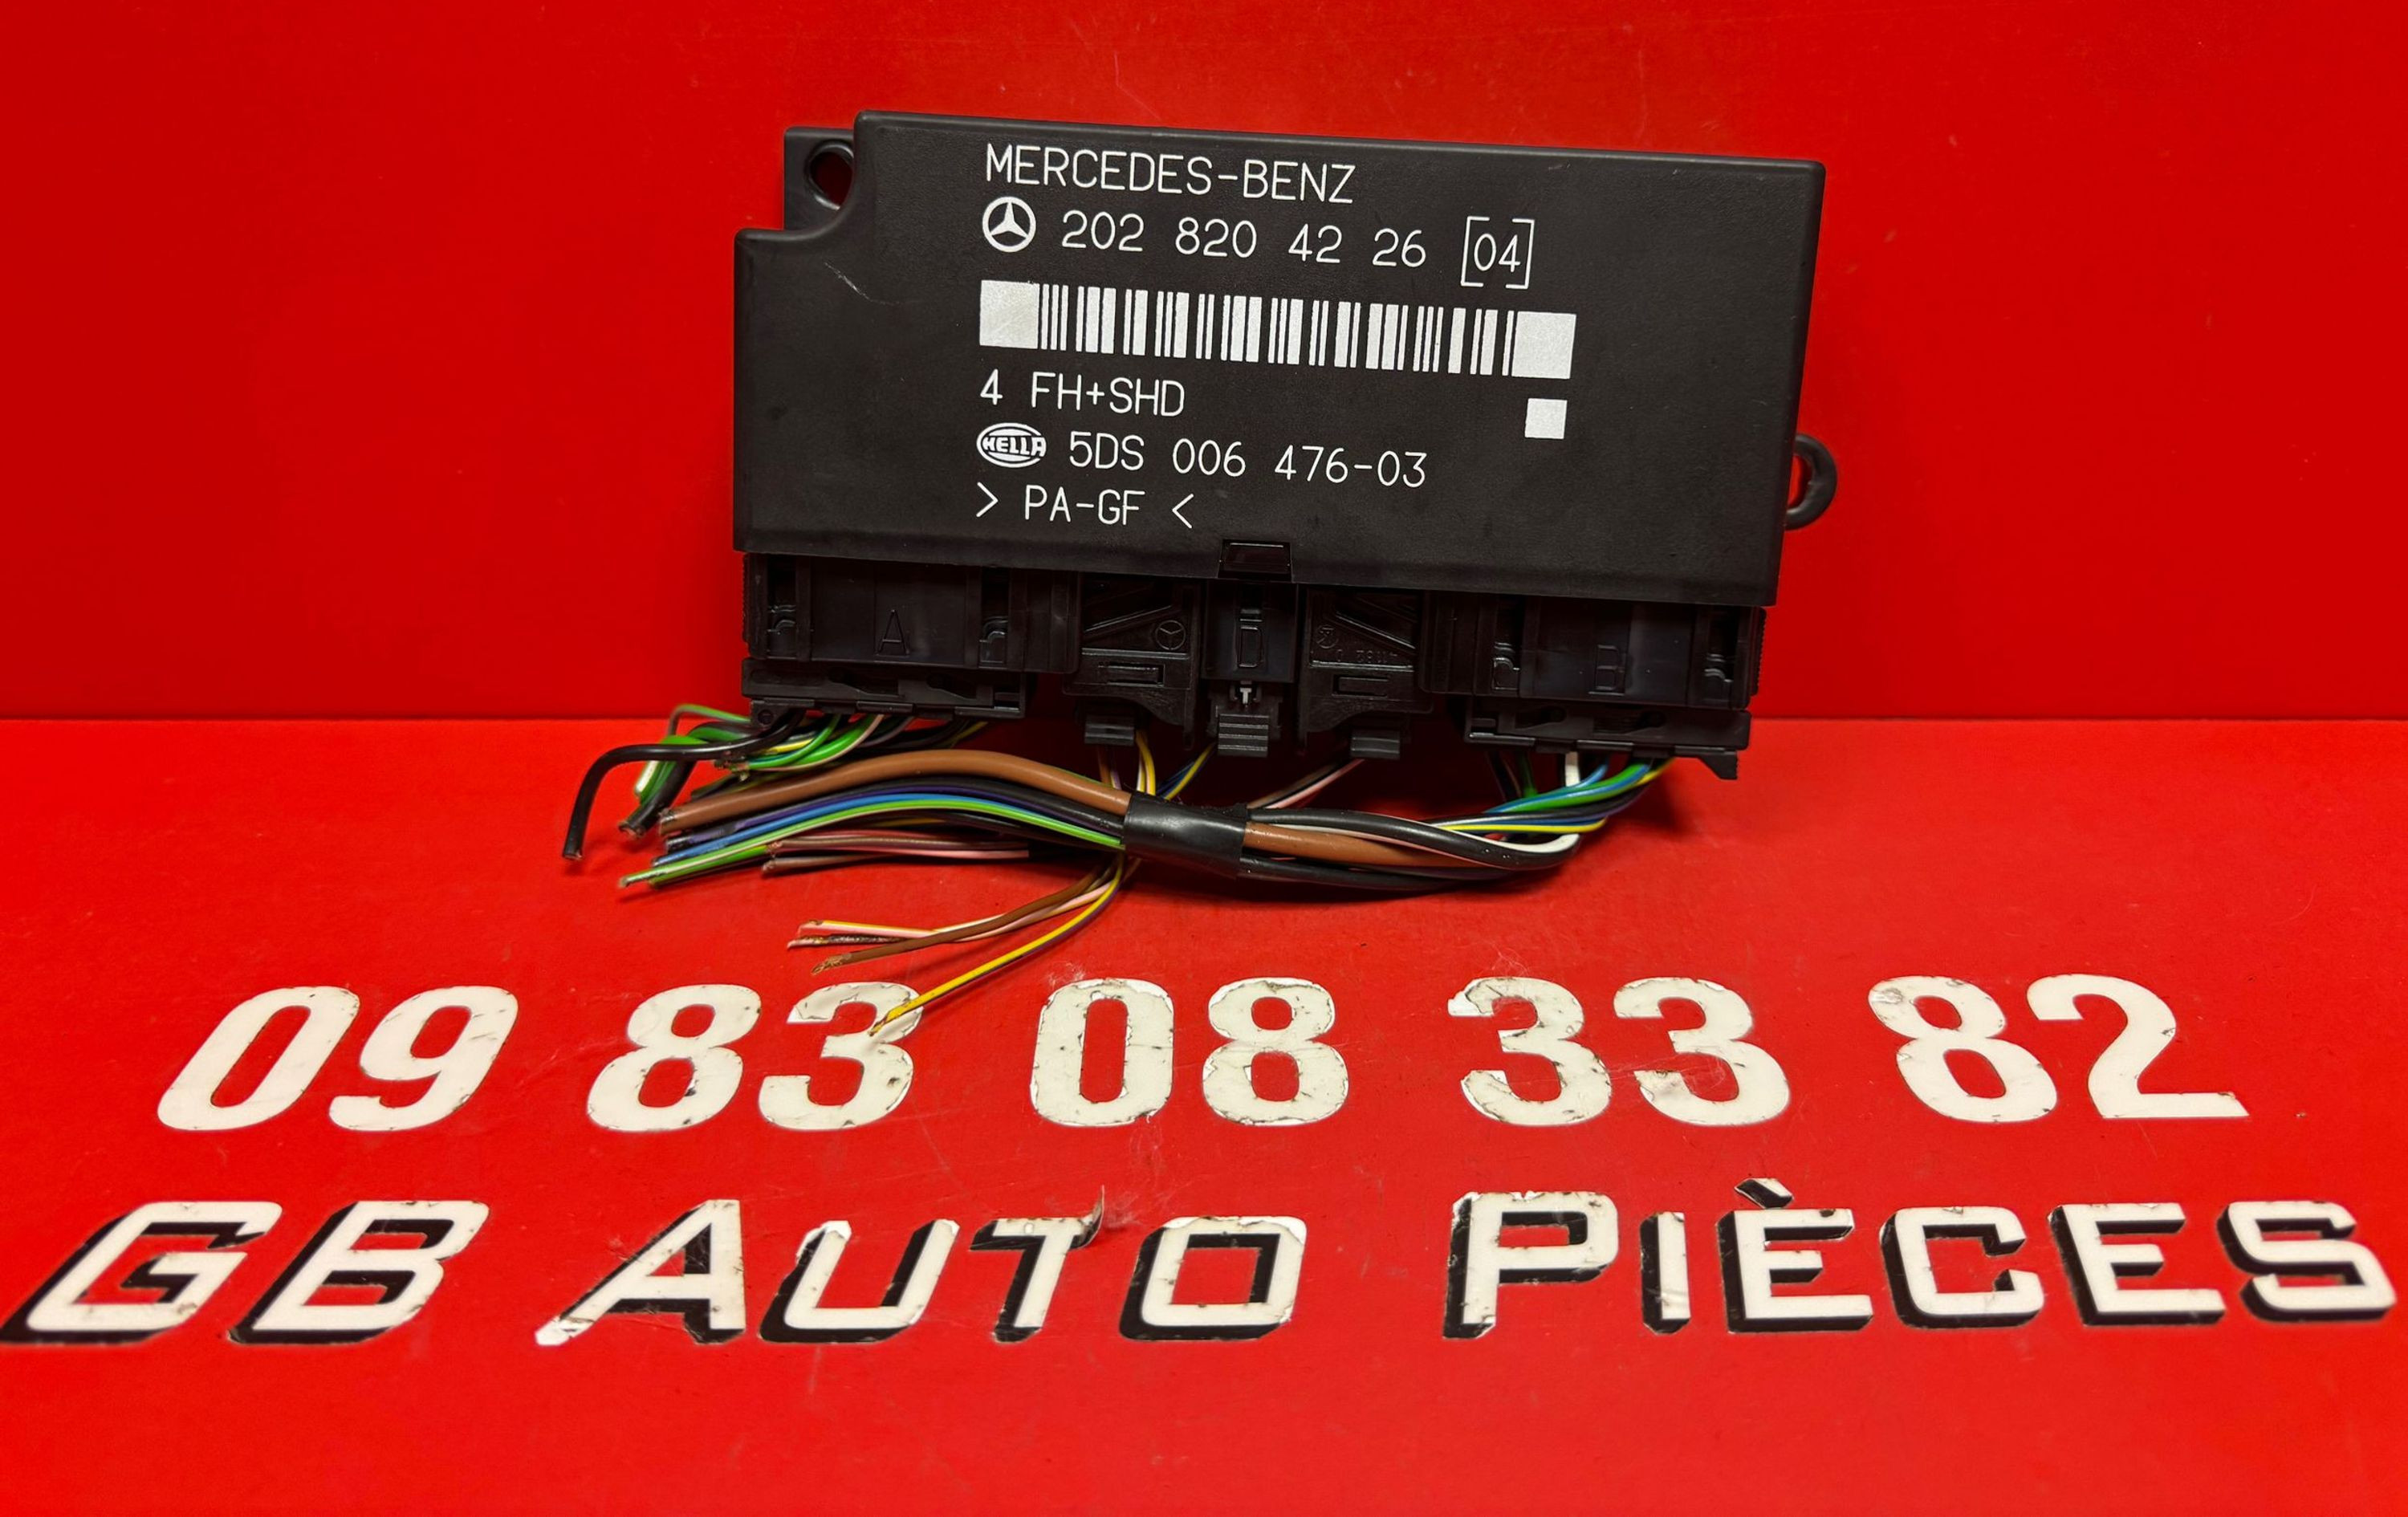 MERCEDES-BENZ
202 820 42 26 [04]
4 FH+SHD
HELLA 5DS 006 476-03
> PA-GF <
A
B
09 83 08 33 82
GB AUTO PIÈCES